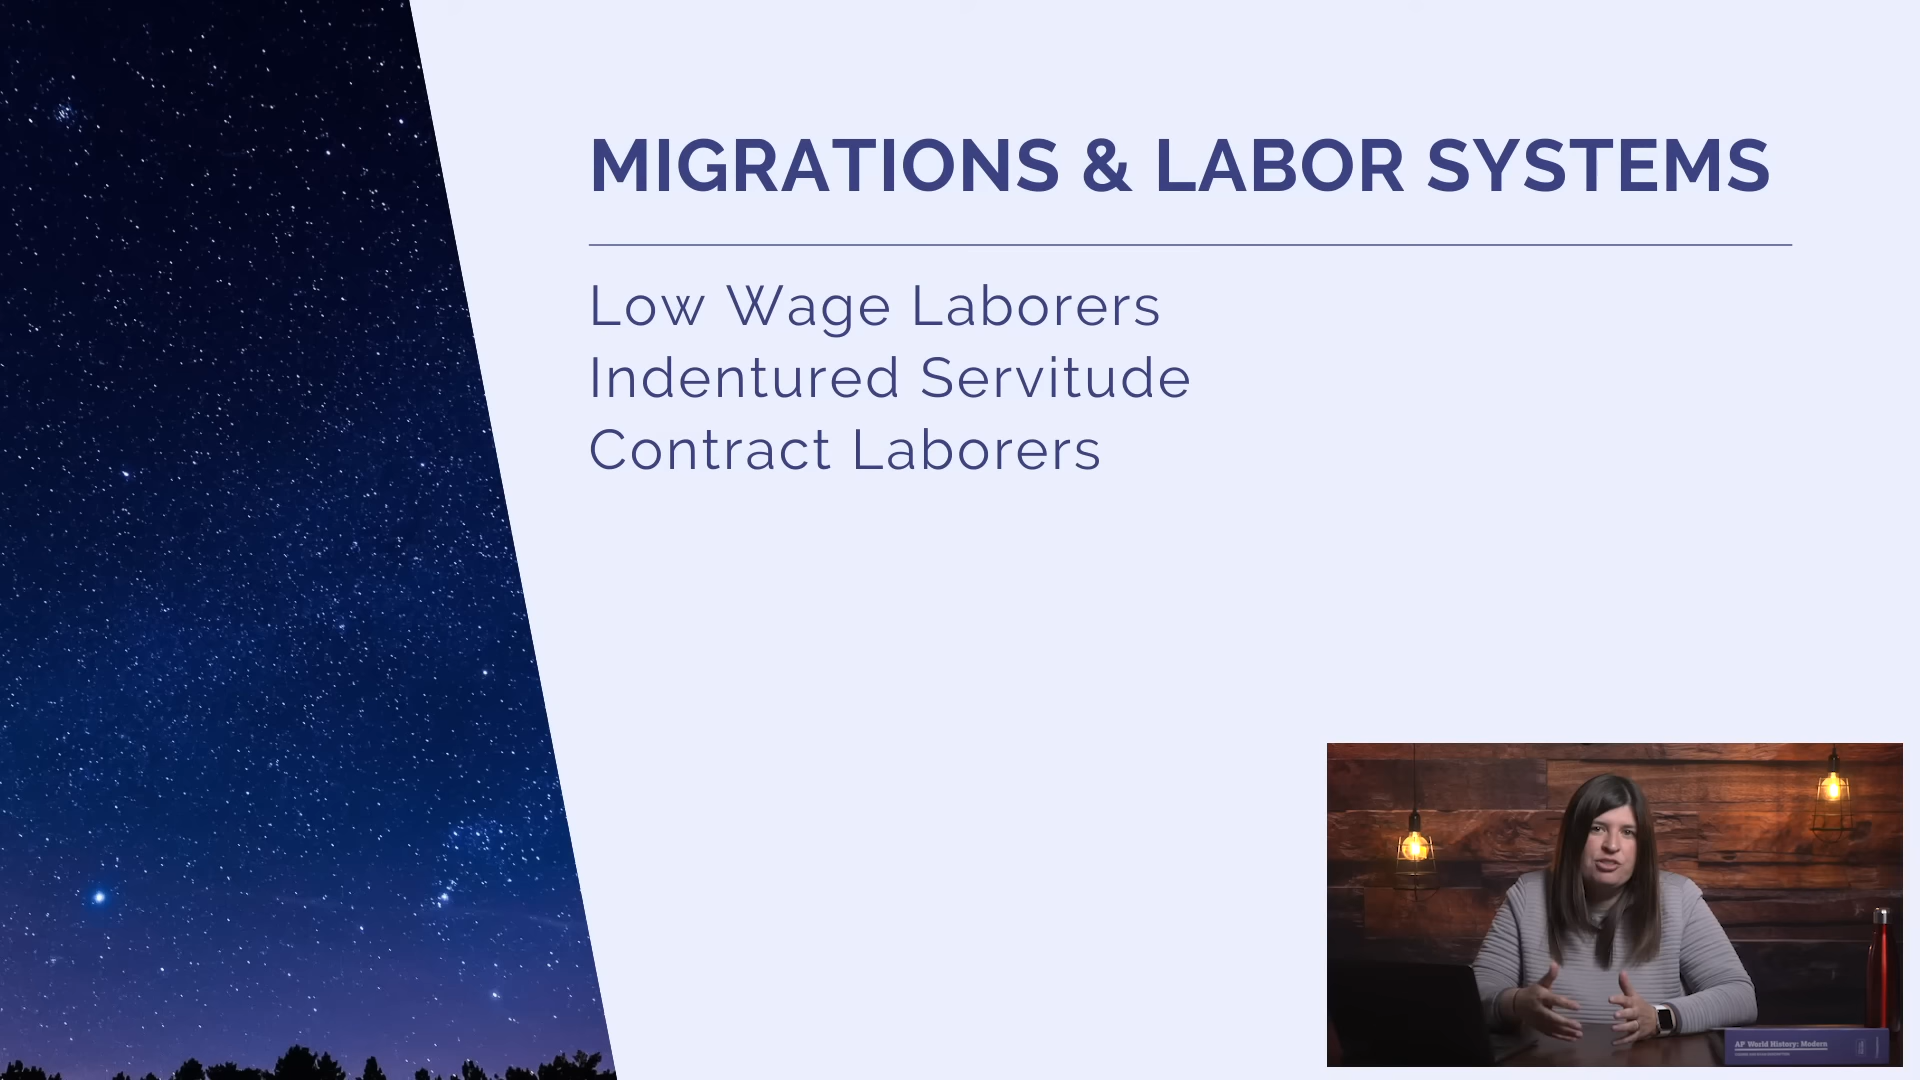 MIGRATIONS & LABOR SYSTEMS
Low Wage Laborers
Indentured Servitude
Contract Laborers
AP World History: Modern